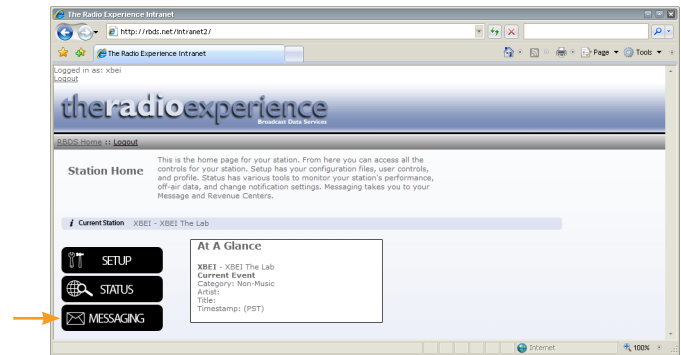 The Radio Experience Intranet
http://rbds.net/Intranet2/
The Radio Experience Intranet
Page
Tools
Logged in as: xbei
Logout
theradioexperience
Broadcast Data Services
RBDS Home :: Logout
Station Home
This is the home page for your station. From here you can access all the
controls for your station. Setup has your configuration files, user controls,
and profile. Status has various tools to monitor your station's performance,
off-air data, and change notification settings. Messaging takes you to your
Message and Revenue Centers.
i Current Station XBEI - XBEI The Lab
SETUP
STATUS
MESSAGING
At A Glance
XBEI - XBEI The Lab
Current Event
Category: Non-Music
Artist:
Title:
Timestamp: (PST)
Internet
100%